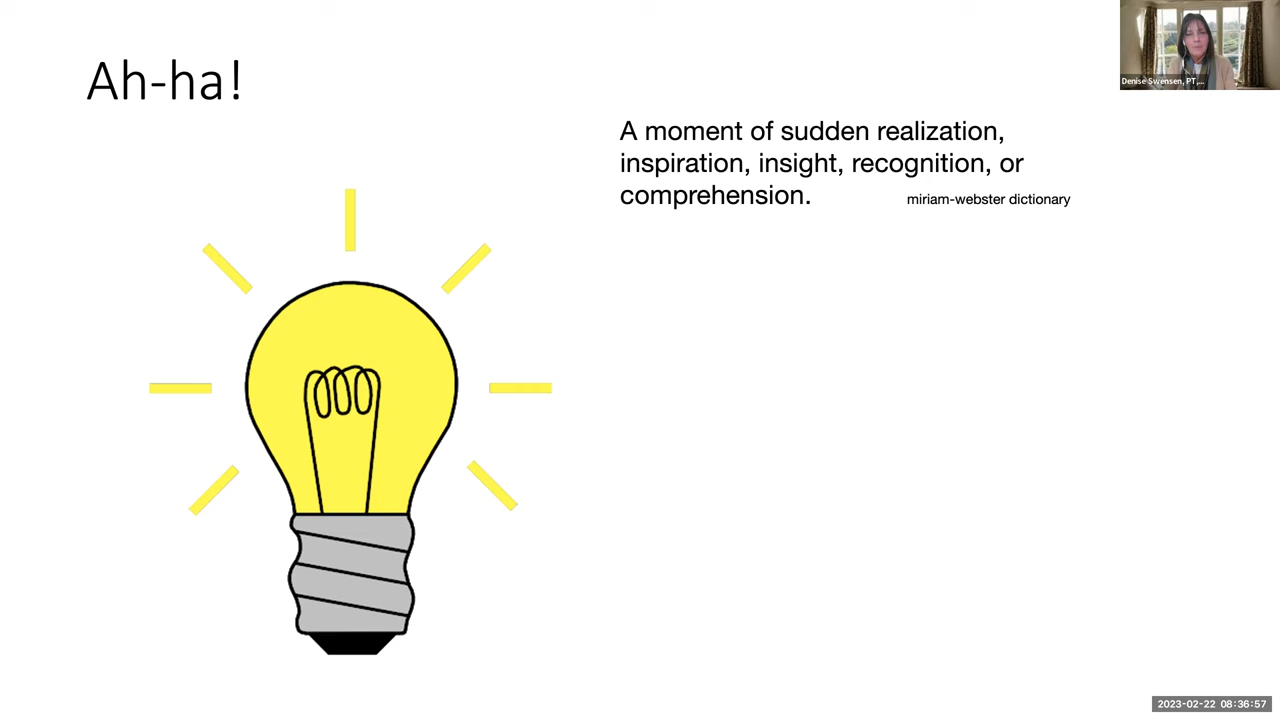 Ah-ha!
A moment of sudden realization,
inspiration, insight, recognition, or
comprehension.
miriam-webster dictionary
Denise Swensen, PT,...
2023-02-22 08:36:57